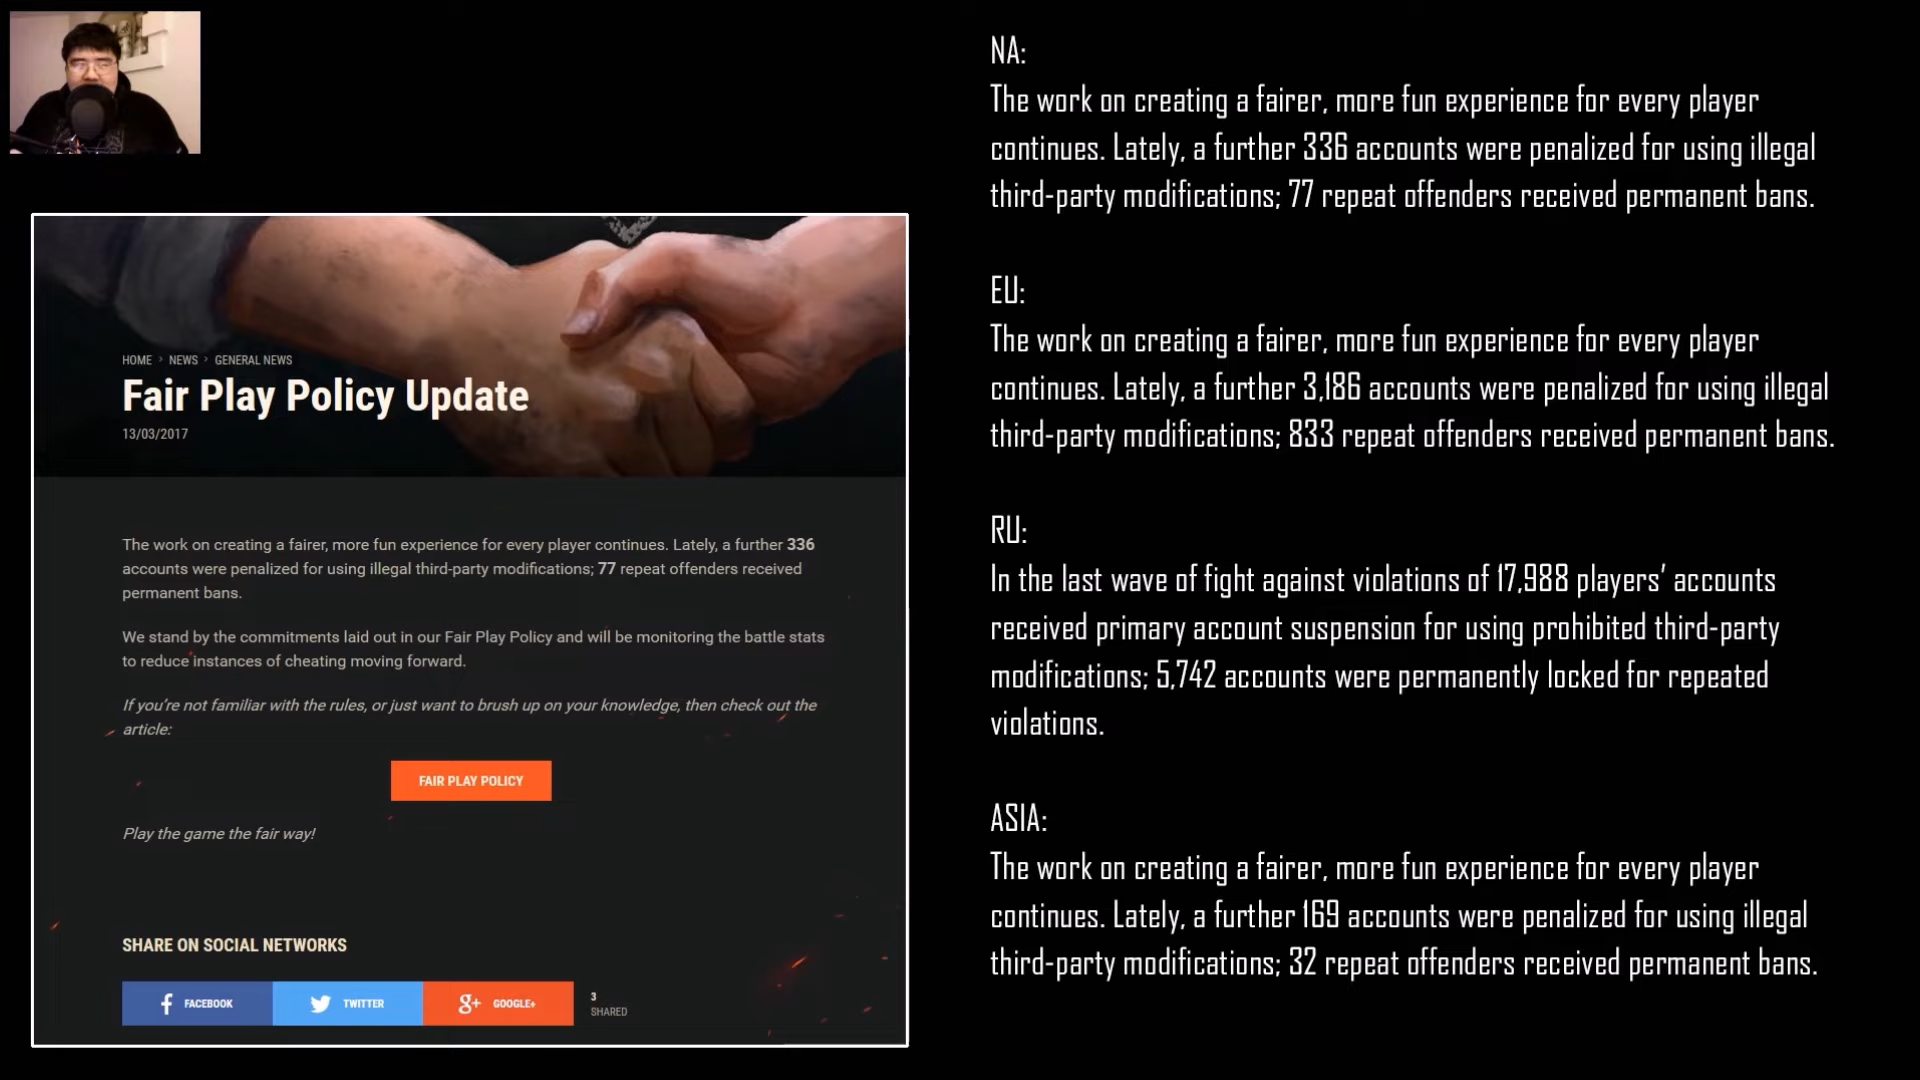 HOME › NEWS › GENERAL NEWS
Fair Play Policy Update
13/03/2017
The work on creating a fairer, more fun experience for every player continues. Lately, a further 336
accounts were penalized for using illegal third-party modifications; 77 repeat offenders received
permanent bans.
We stand by the commitments laid out in our Fair Play Policy and will be monitoring the battle stats
to reduce instances of cheating moving forward.
If you're not familiar with the rules, or just want to brush up on your knowledge, then check out the
article:
FAIR PLAY POLICY
Play the game the fair way!
SHARE ON SOCIAL NETWORKS
f FACEBOOK
TWITTER
g+ GOOGLE+
3
SHARED
NA:
The work on creating a fairer, more fun experience for every player
continues. Lately, a further 336 accounts were penalized for using illegal
third-party modifications; 77 repeat offenders received permanent bans.
EU:
The work on creating a fairer, more fun experience for every player
continues. Lately, a further 3,186 accounts were penalized for using illegal
third-party modifications; 833 repeat offenders received permanent bans.
RU:
In the last wave of fight against violations of 17,988 players' accounts
received primary account suspension for using prohibited third-party
modifications; 5,742 accounts were permanently locked for repeated
violations.
ASIA:
The work on creating a fairer, more fun experience for every player
continues. Lately, a further 169 accounts were penalized for using illegal
third-party modifications; 32 repeat offenders received permanent bans.